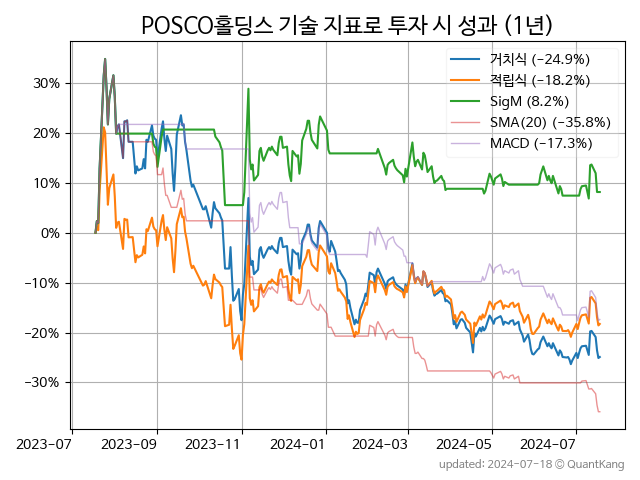 POSCO홀딩스 기술 지표로 투자 시 성과 (1년)
거치식 (−24.9%)
적립식 (−18.2%)
SigM (8.2%)
SMA(20) (−35.8%)
MACD (−17.3%)
30%
20%
10%
0%
−10%
−20%
−30%
2023-07 2023-09 2023-11 2024-01 2024-03 2024-05 2024-07
updated: 2024-07-18 ⓒ QuantKang